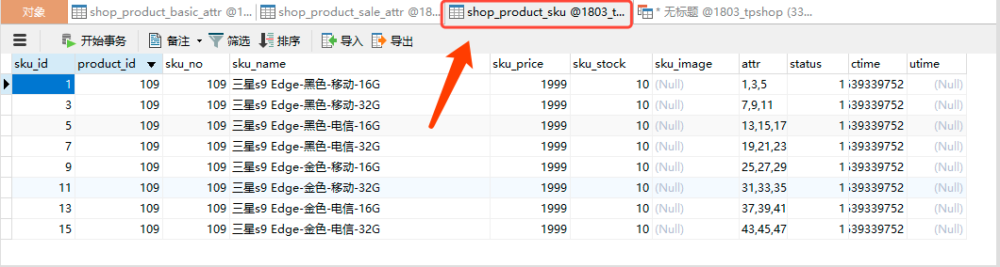 对象 shop_product_basic_attr @1... shop_product_sale_attr @18... shop_product_sku @1803_t... * 无标题 @1803_tpshop (33...
开始事务 备注 筛选 排序 导入 导出
sku_id product_id sku_no sku_name sku_price sku_stock sku_image attr status ctime utime
1 109 109 三星s9 Edge-黑色-移动-16G 1999 10 (Null) 1,3,5 1 539339752 (Null)
3 109 109 三星s9 Edge-黑色-移动-32G 1999 10 (Null) 7,9,11 1 539339752 (Null)
5 109 109 三星s9 Edge-黑色-电信-16G 1999 10 (Null) 13,15,17 1 539339752 (Null)
7 109 109 三星s9 Edge-黑色-电信-32G 1999 10 (Null) 19,21,23 1 539339752 (Null)
9 109 109 三星s9 Edge-金色-移动-16G 1999 10 (Null) 25,27,29 1 539339752 (Null)
11 109 109 三星s9 Edge-金色-移动-32G 1999 10 (Null) 31,33,35 1 539339752 (Null)
13 109 109 三星s9 Edge-金色-电信-16G 1999 10 (Null) 37,39,41 1 539339752 (Null)
15 109 109 三星s9 Edge-金色-电信-32G 1999 10 (Null) 43,45,47 1 539339752 (Null)